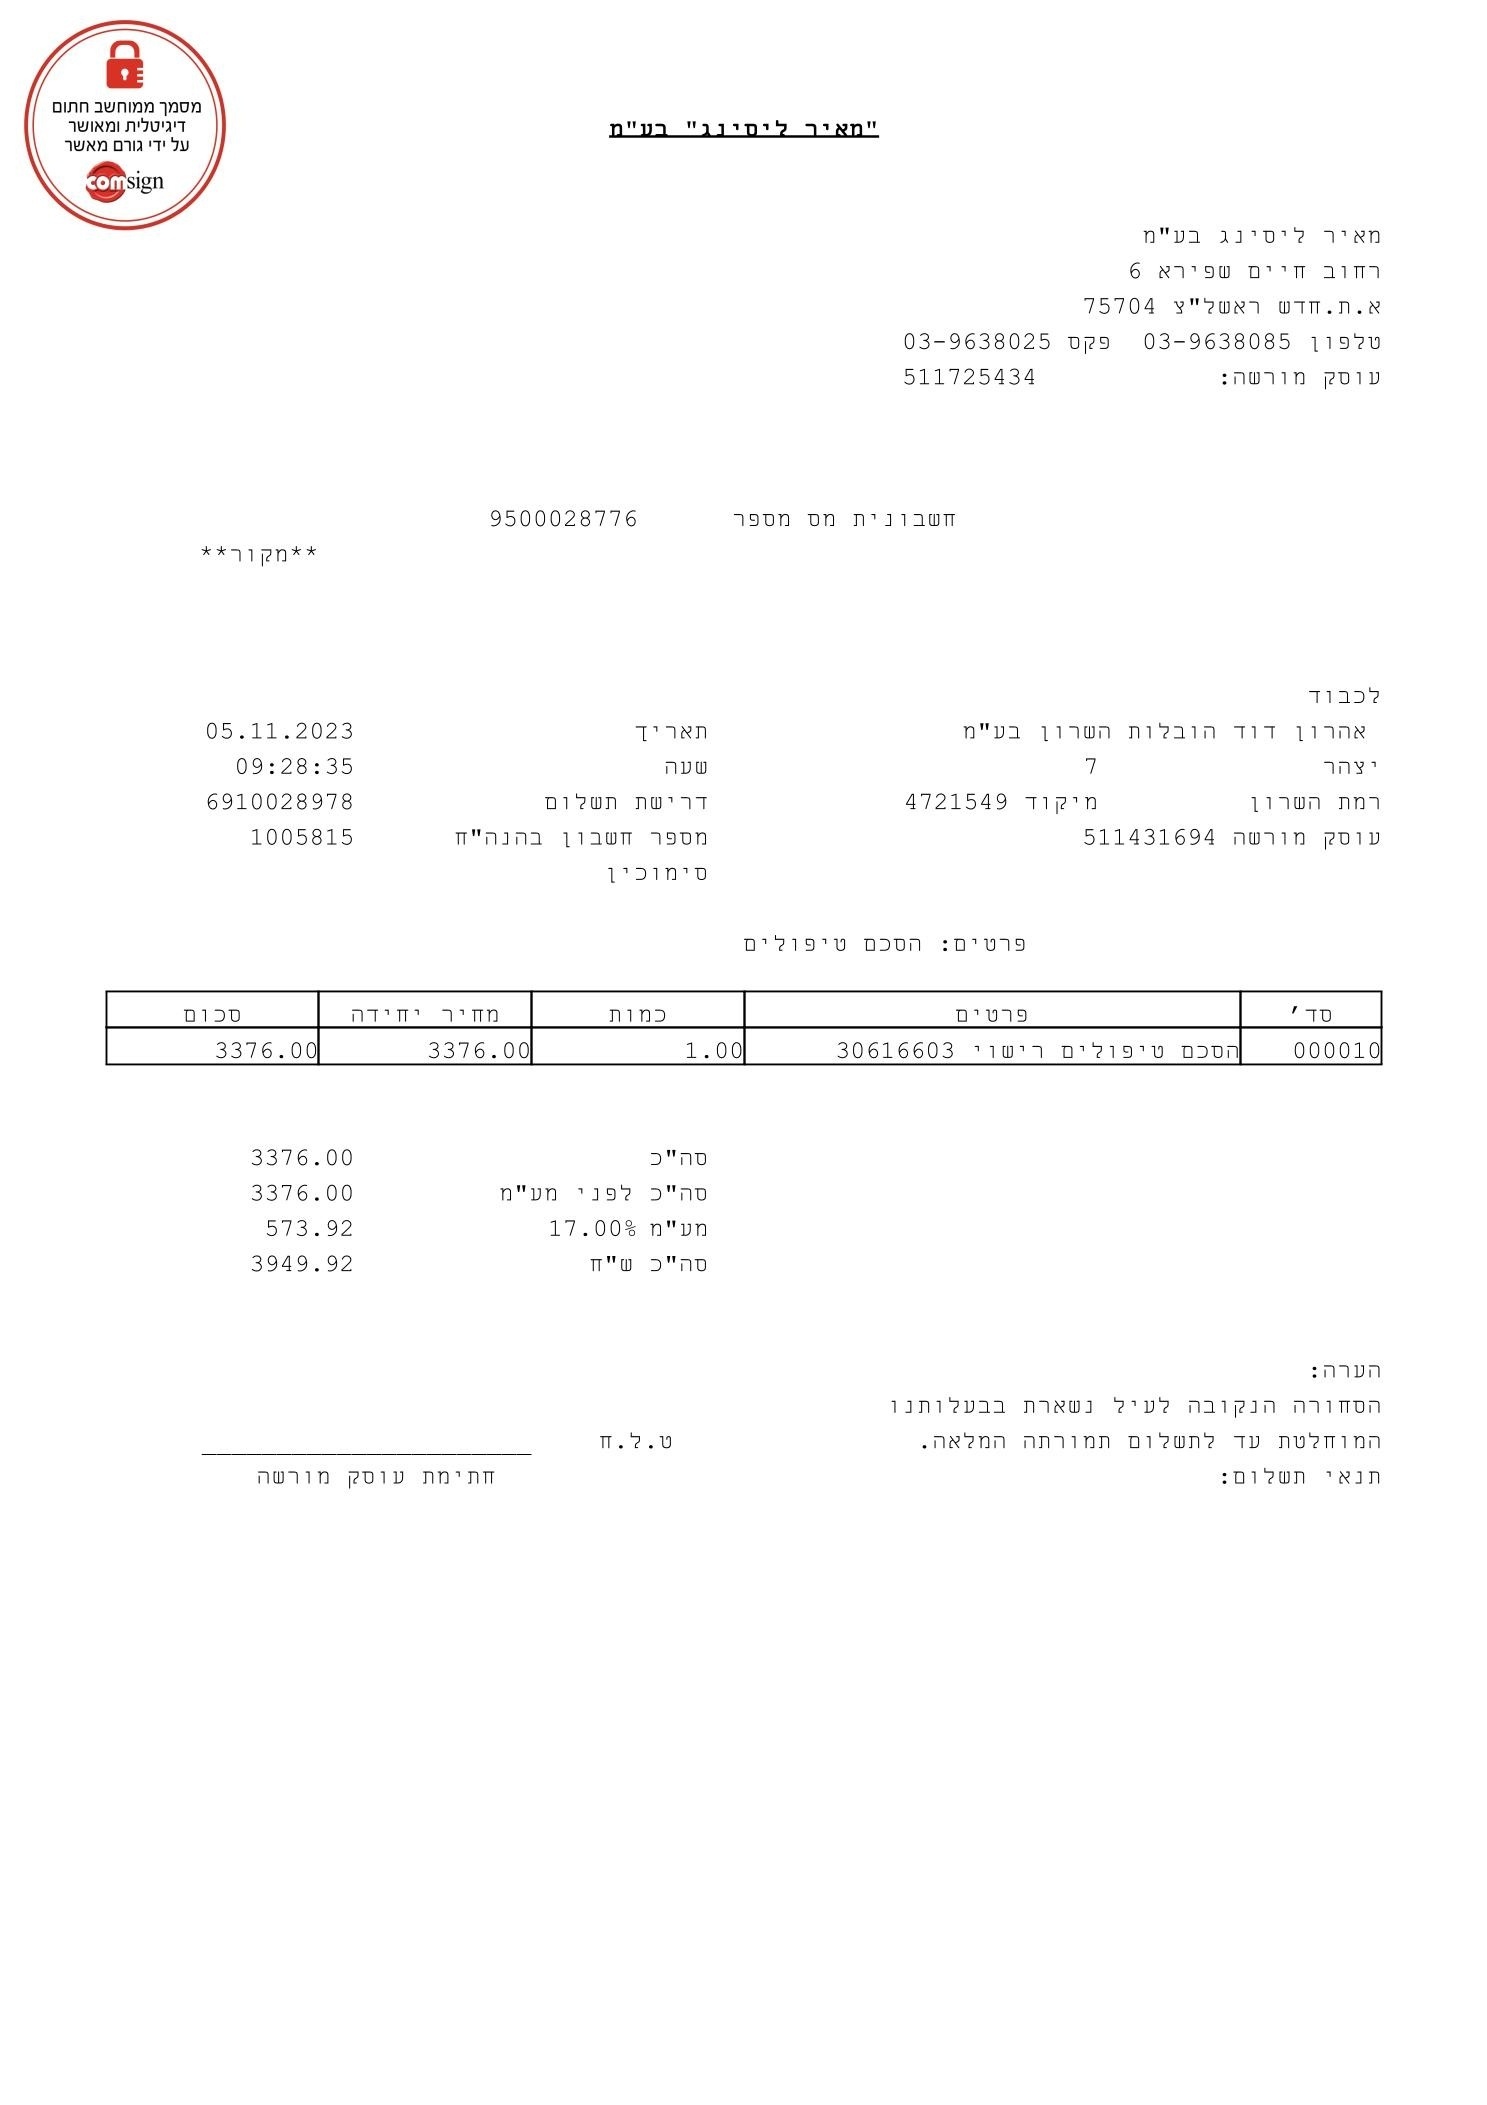 מסמך ממוחשב חתום
דיגיטלית ומאושר
על ידי גורם מאשר
comsign
"מאיר ליסינג" בע"מ
מאיר ליסינג בע"מ
רחוב חיים שפירא 6
א.ת.חדש ראשל"צ 75704
טלפון 03-9638085 פקס 03-9638025
עוסק מורשה: 511725434
חשבונית מס מספר 9500028776
**מקור**
לכבוד
אהרון דוד הובלות השרון בע"מ תאריך 05.11.2023
יצהר 7 שעה 09:28:35
רמת השרון מיקוד 4721549 דרישת תשלום 6910028978
עוסק מורשה 511431694 מספר חשבון בהנה"ח 1005815
סימוכין
פרטים: הסכם טיפולים
סד' פרטים כמות מחיר יחידה סכום
000010 הסכם טיפולים רישוי 30616603 1.00 3376.00 3376.00
סה"כ 3376.00
סה"כ לפני מע"מ 3376.00
מע"מ 17.00% 573.92
סה"כ ש"ח 3949.92
הערה:
הסחורה הנקובה לעיל נשארת בבעלותנו
המוחלטת עד לתשלום תמורתה המלאה. ט.ל.ח ______________________
תנאי תשלום: חתימת עוסק מורשה